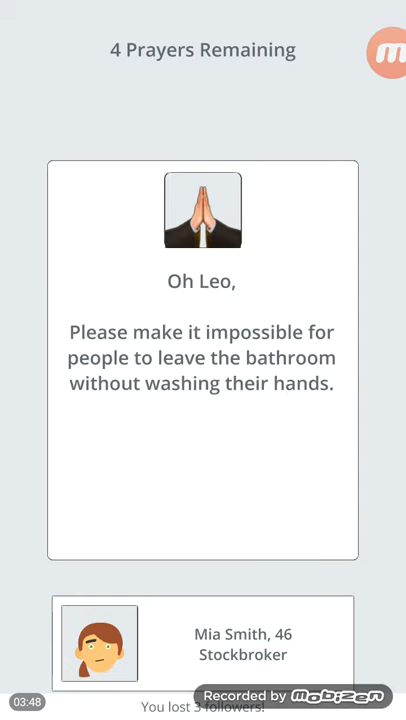 4 Prayers Remaining
Oh Leo,
Please make it impossible for
people to leave the bathroom
without washing their hands.
Mia Smith, 46
Stockbroker
03:48
Recorded by mobizen
You lost 3 followers!